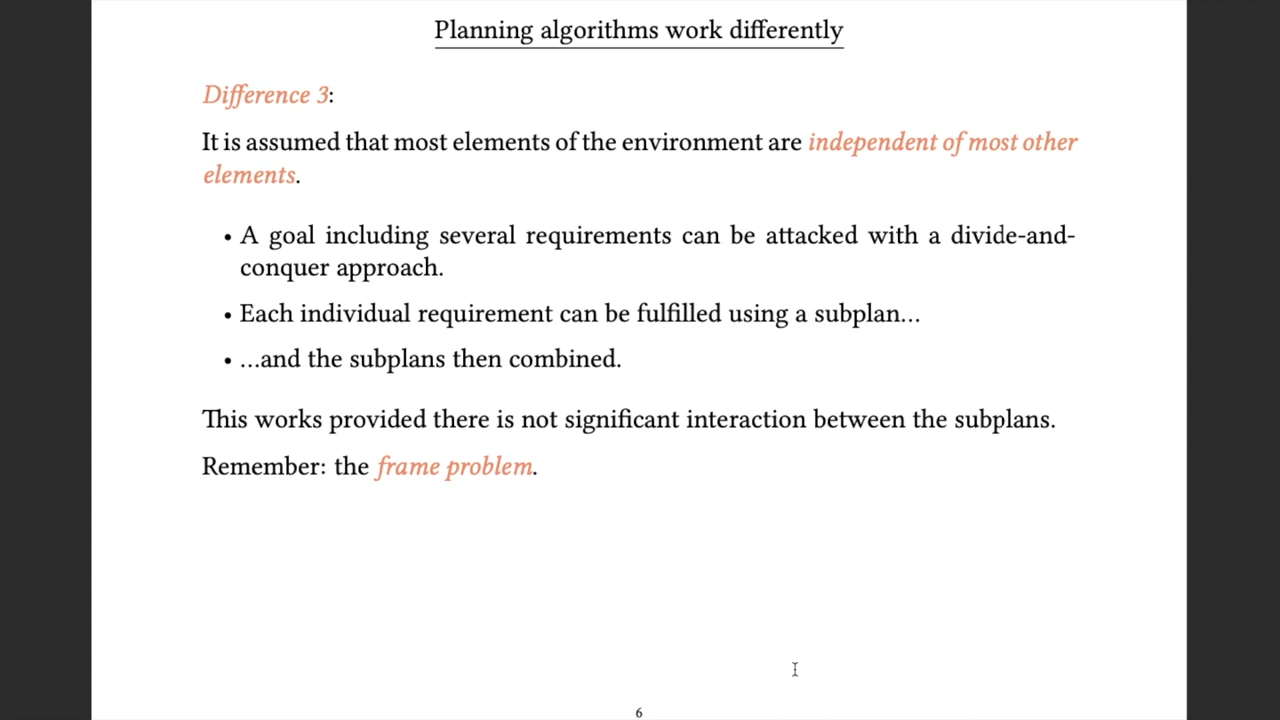 Planning algorithms work differently
Difference 3:
It is assumed that most elements of the environment are independent of most other
elements.
• A goal including several requirements can be attacked with a divide-and-
conquer approach.
• Each individual requirement can be fulfilled using a subplan...
• ...and the subplans then combined.
This works provided there is not significant interaction between the subplans.
Remember: the frame problem.
6